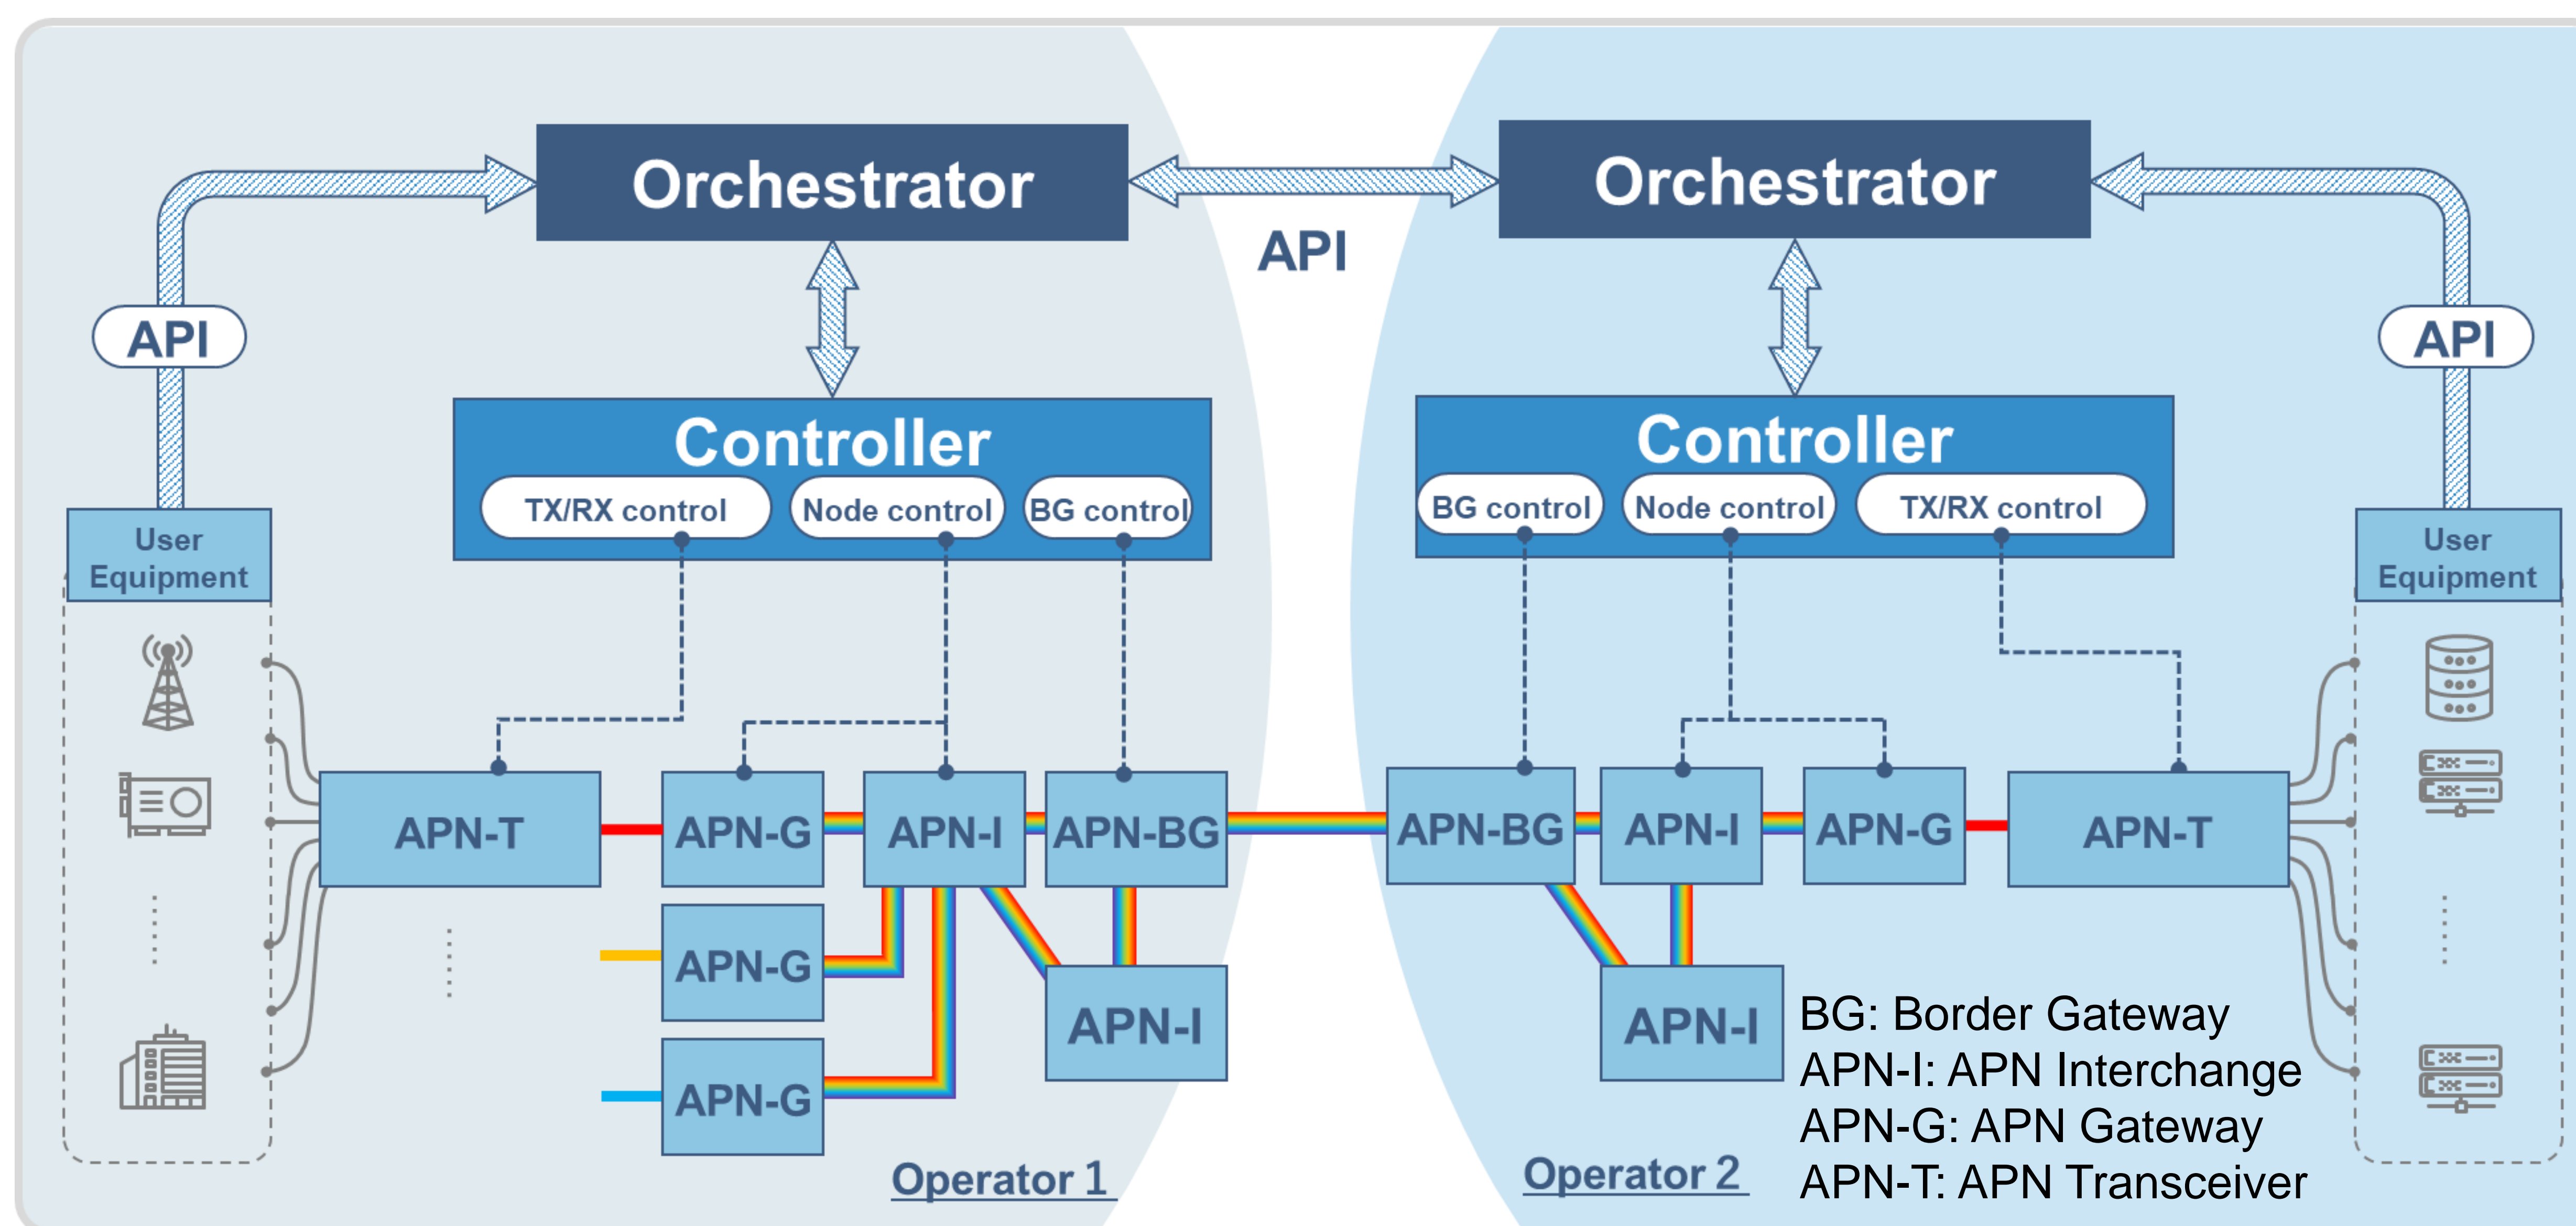 Orchestrator
Orchestrator
API
API
API
Controller
TX/RX control
Node control
BG control
Controller
BG control
Node control
TX/RX control
User
Equipment
User
Equipment
APN-T
APN-G
APN-I
APN-BG
APN-BG
APN-I
APN-G
APN-T
APN-G
APN-G
APN-I
APN-I
BG: Border Gateway
APN-I: APN Interchange
APN-G: APN Gateway
APN-T: APN Transceiver
Operator 1
Operator 2